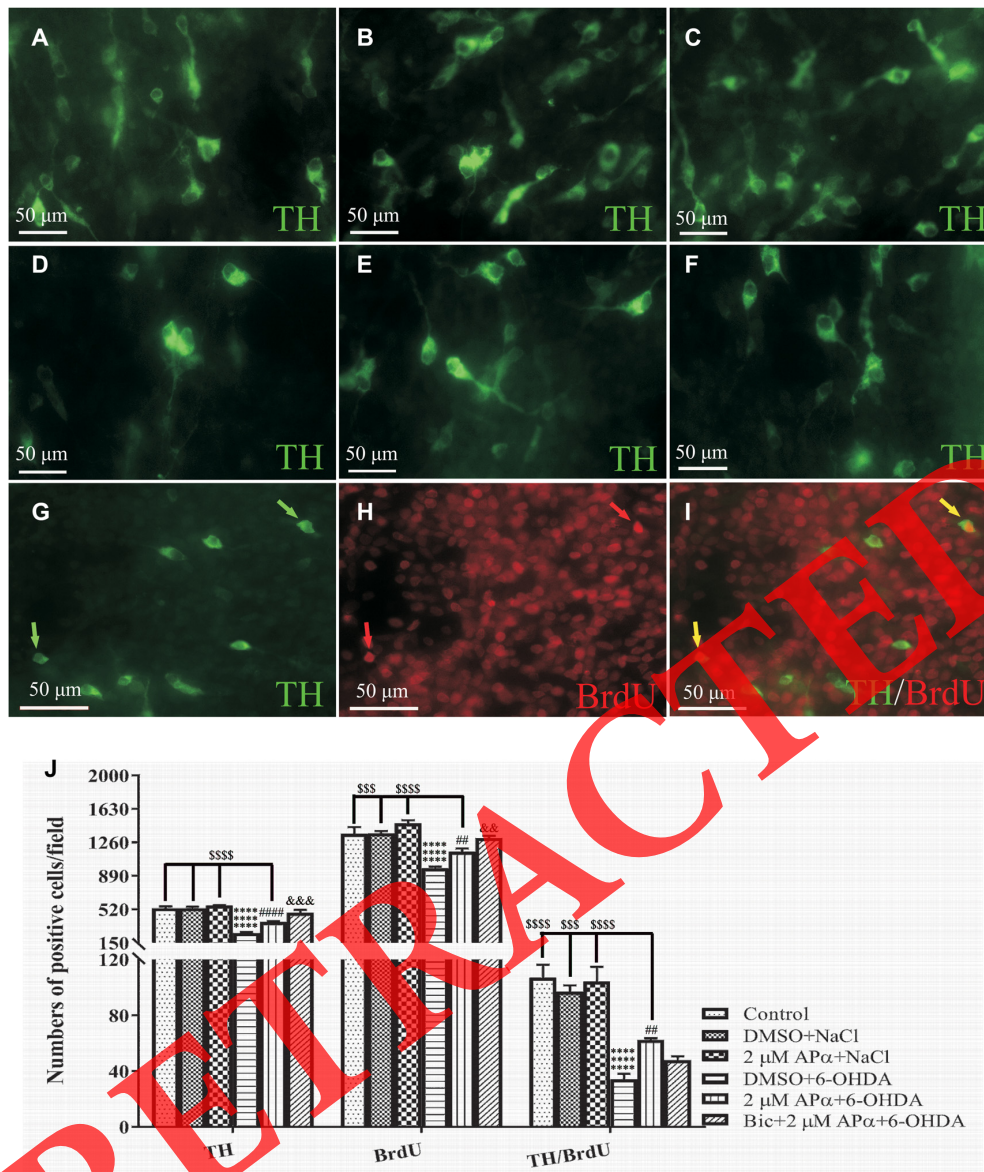 A
50 μm
TH
B
50 μm
TH
C
50 μm
TH
D
50 μm
TH
E
50 μm
TH
F
50 μm
TH
G
50 μm
TH
H
50 μm
BrdU
I
50 μm
TH/BrdU
RETRACTED
J
Numbers of positive cells/field
2000
1630
1260
890
520
150
120
80
40
0
$$$$
****
****
****
####
&&&
$$$ $$$$
****
****
****
##
&&
$$$$ $$$ $$$$
****
****
****
##
TH BrdU TH/BrdU
Control
DMSO+NaCl
2 μM APα+NaCl
DMSO+6-OHDA
2 μM APα+6-OHDA
Bic+2 μM APα+6-OHDA